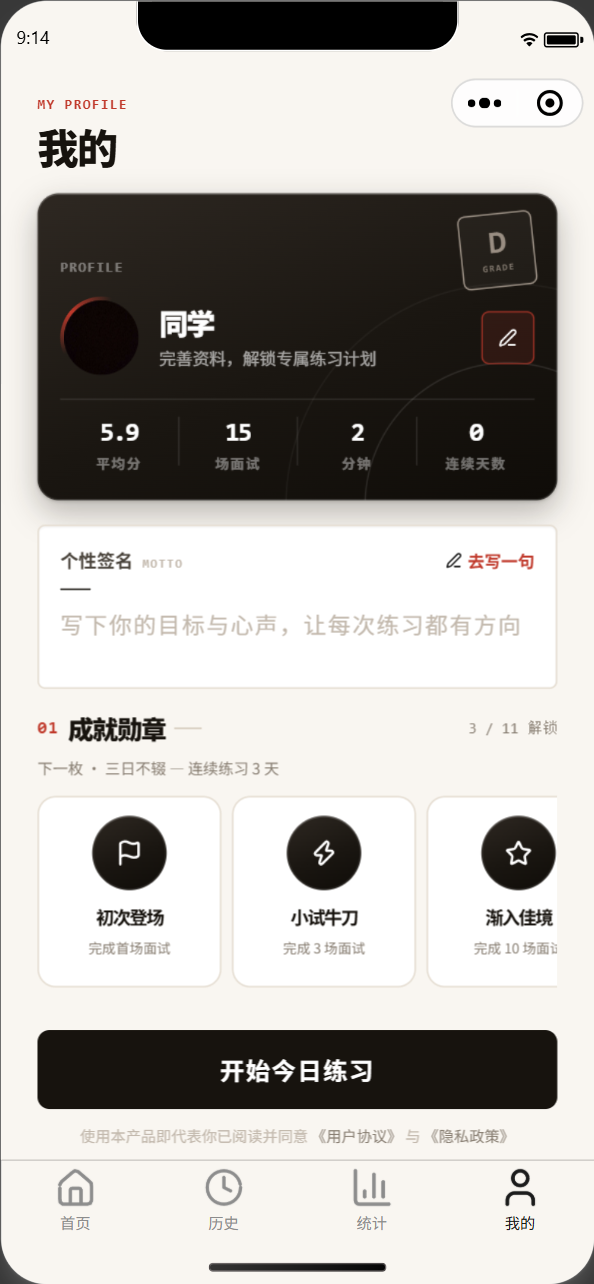 9:14
MY PROFILE
我的
D
GRADE
PROFILE
同学
完善资料，解锁专属练习计划
5.9 15 2 0
平均分 场面试 分钟 连续天数
个性签名 MOTTO 去写一句
写下你的目标与心声，让每次练习都有方向
01 成就勋章 3 / 11 解锁
下一枚 · 三日不辍 — 连续练习 3 天
初次登场 小试牛刀 渐入佳境
完成首场面试 完成 3 场面试 完成 10 场面试
开始今日练习
使用本产品即代表你已阅读并同意 《用户协议》 与 《隐私政策》
首页 历史 统计 我的